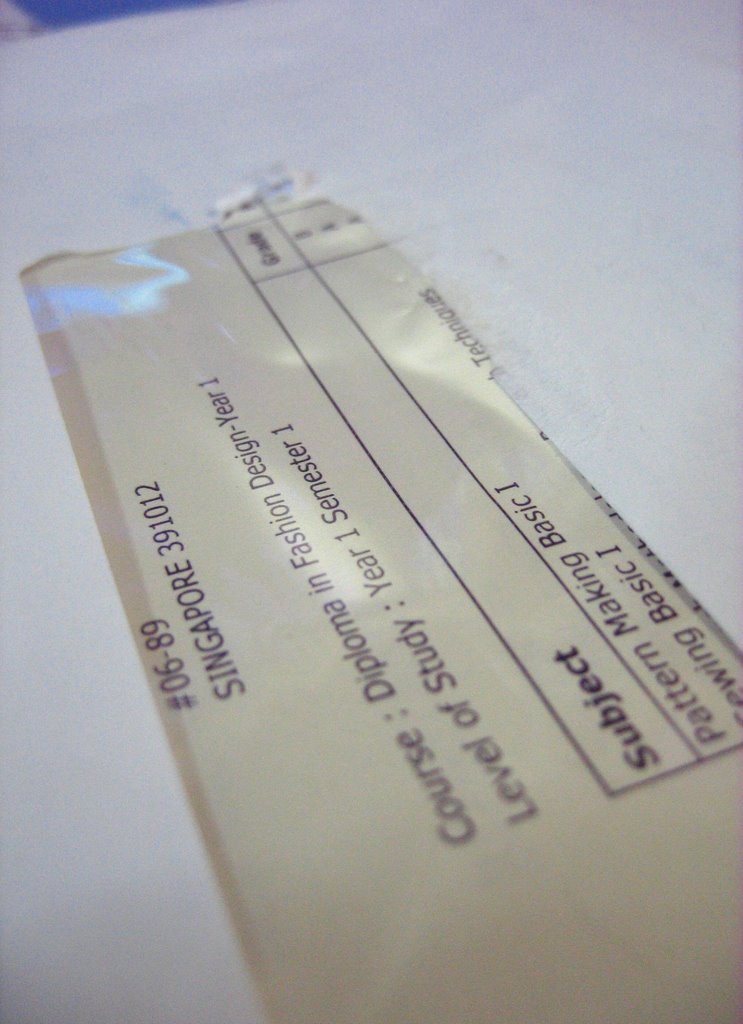 #06-89
SINGAPORE 391012
Course : Diploma in Fashion Design-Year 1
Level of Study : Year 1 Semester 1
Subject Grade
Pattern Making Basic I
Sewing Basic I
Techniques